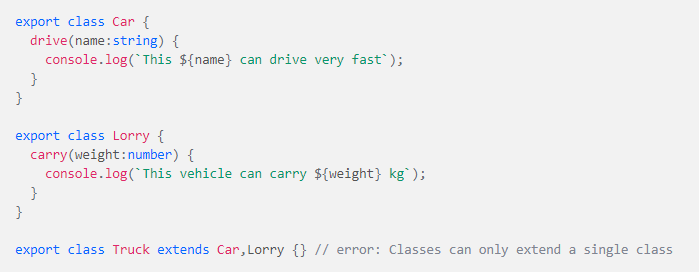 export class Car {
  drive(name:string) {
    console.log(`This ${name} can drive very fast`);
  }
}

export class Lorry {
  carry(weight:number) {
    console.log(`This vehicle can carry ${weight} kg`);
  }
}

export class Truck extends Car,Lorry {} // error: Classes can only extend a single class